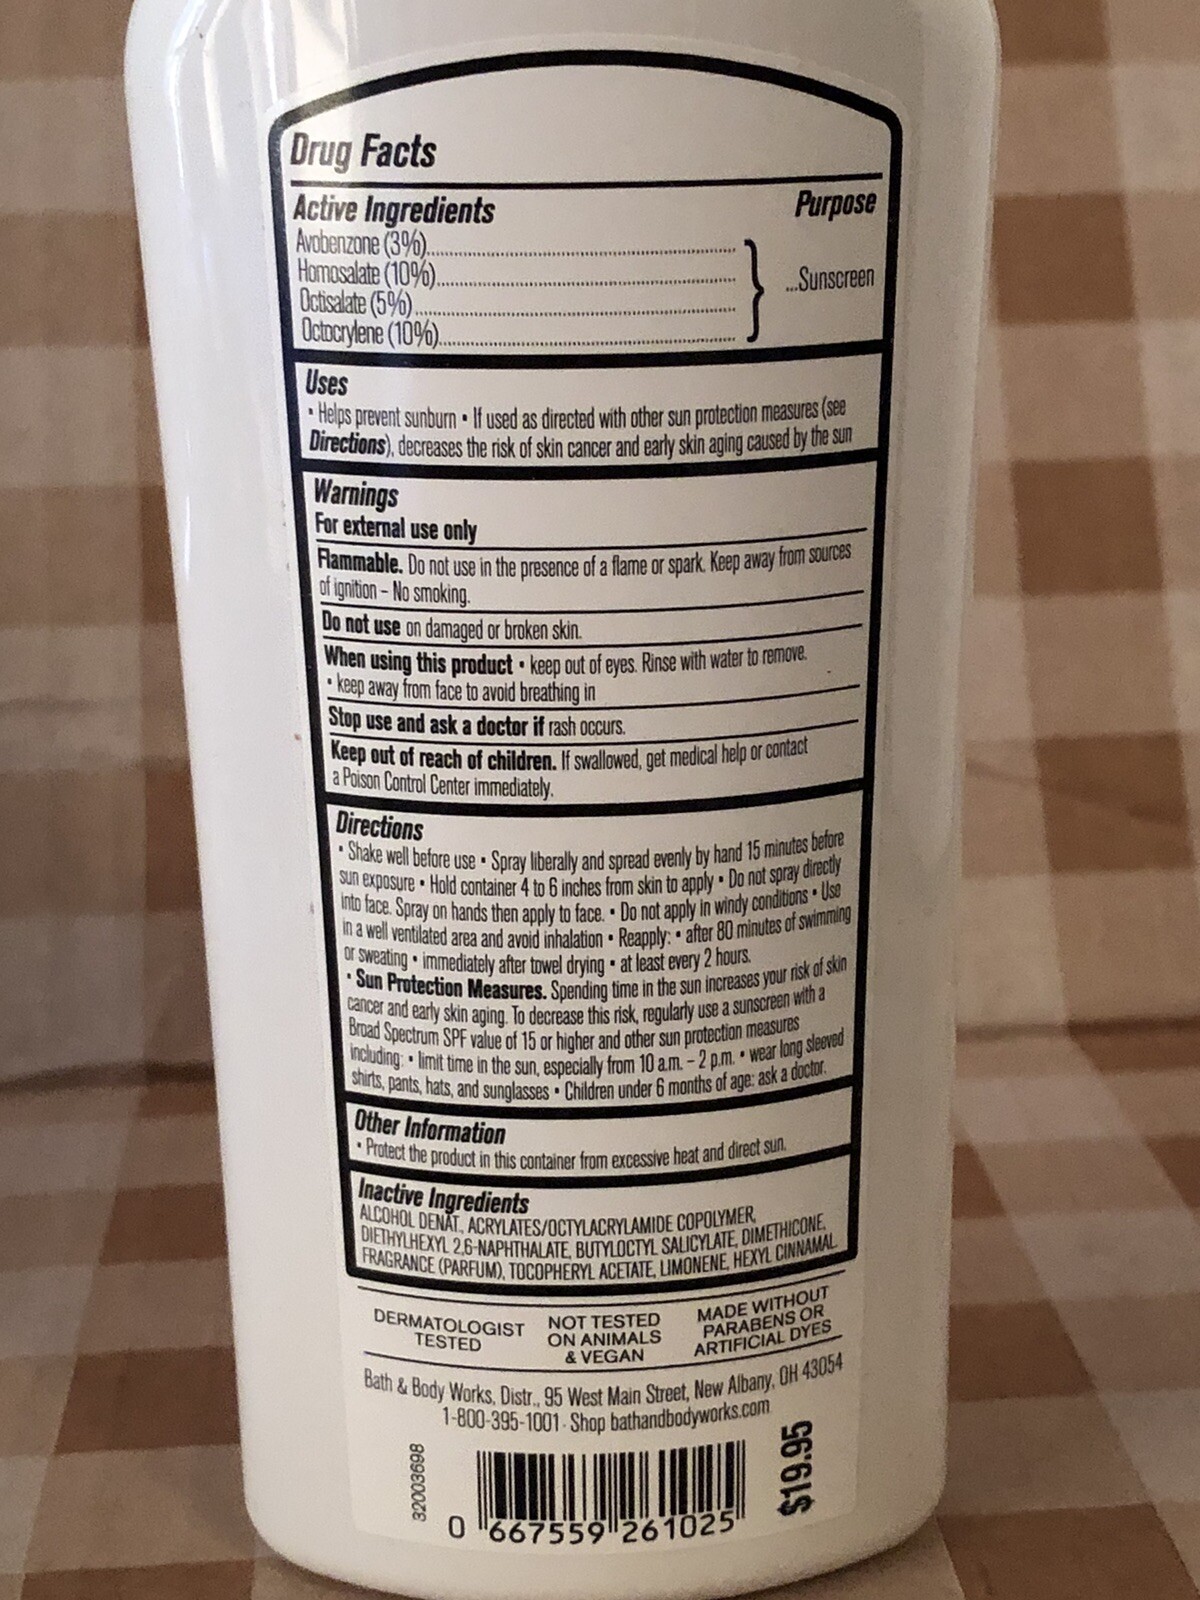 Drug Facts
Active Ingredients Purpose
Avobenzone (3%)................................................
Homosalate (10%)................................................
Octisalate (5%)................................................
Octocrylene (10%)................................................
} ...Sunscreen
Uses
• Helps prevent sunburn • If used as directed with other sun protection measures (see
Directions), decreases the risk of skin cancer and early skin aging caused by the sun
Warnings
For external use only
Flammable. Do not use in the presence of a flame or spark. Keep away from sources
of ignition – No smoking.
Do not use on damaged or broken skin.
When using this product • keep out of eyes. Rinse with water to remove.
• keep away from face to avoid breathing in
Stop use and ask a doctor if rash occurs.
Keep out of reach of children. If swallowed, get medical help or contact
a Poison Control Center immediately.
Directions
• Shake well before use • Spray liberally and spread evenly by hand 15 minutes before
sun exposure • Hold container 4 to 6 inches from skin to apply • Do not spray directly
into face. Spray on hands then apply to face. • Do not apply in windy conditions • Use
in a well ventilated area and avoid inhalation • Reapply: • after 80 minutes of swimming
or sweating • immediately after towel drying • at least every 2 hours.
• Sun Protection Measures. Spending time in the sun increases your risk of skin
cancer and early skin aging. To decrease this risk, regularly use a sunscreen with a
Broad Spectrum SPF value of 15 or higher and other sun protection measures
including: • limit time in the sun, especially from 10 a.m. – 2 p.m. • wear long sleeved
shirts, pants, hats, and sunglasses • Children under 6 months of age: ask a doctor.
Other Information
• Protect the product in this container from excessive heat and direct sun.
Inactive Ingredients
ALCOHOL DENAT., ACRYLATES/OCTYLACRYLAMIDE COPOLYMER,
DIETHYLHEXYL 2,6-NAPHTHALATE, BUTYLOCTYL SALICYLATE, DIMETHICONE,
FRAGRANCE (PARFUM), TOCOPHERYL ACETATE, LIMONENE, HEXYL CINNAMAL
DERMATOLOGIST
TESTED
NOT TESTED
ON ANIMALS
& VEGAN
MADE WITHOUT
PARABENS OR
ARTIFICIAL DYES
Bath & Body Works, Distr., 95 West Main Street, New Albany, OH 43054
1-800-395-1001 · Shop bathandbodyworks.com
32003698
0 667559 261025
$19.95